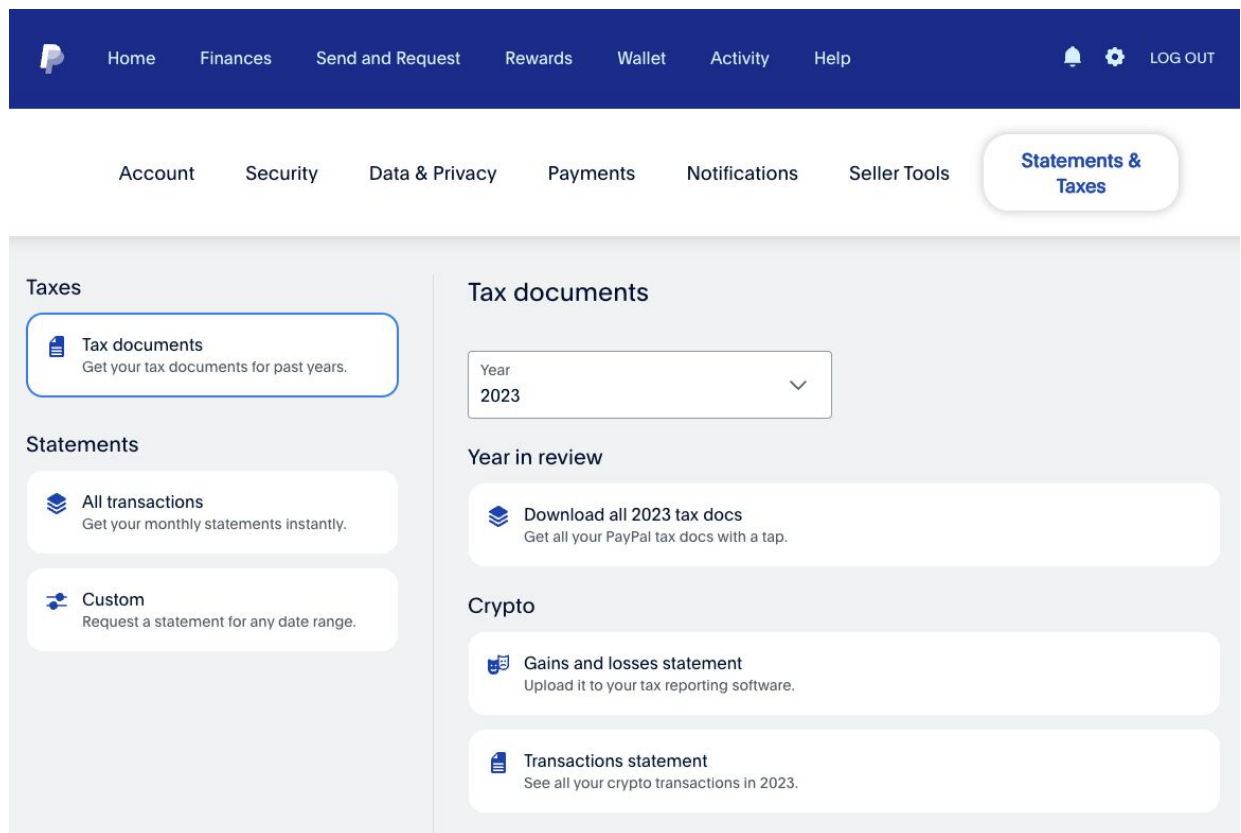 Home Finances Send and Request Rewards Wallet Activity Help LOG OUT
Account Security Data & Privacy Payments Notifications Seller Tools Statements &
Taxes
Taxes
Tax documents
Get your tax documents for past years.
Statements
All transactions
Get your monthly statements instantly.
Custom
Request a statement for any date range.
Tax documents
Year
2023
Year in review
Download all 2023 tax docs
Get all your PayPal tax docs with a tap.
Crypto
Gains and losses statement
Upload it to your tax reporting software.
Transactions statement
See all your crypto transactions in 2023.